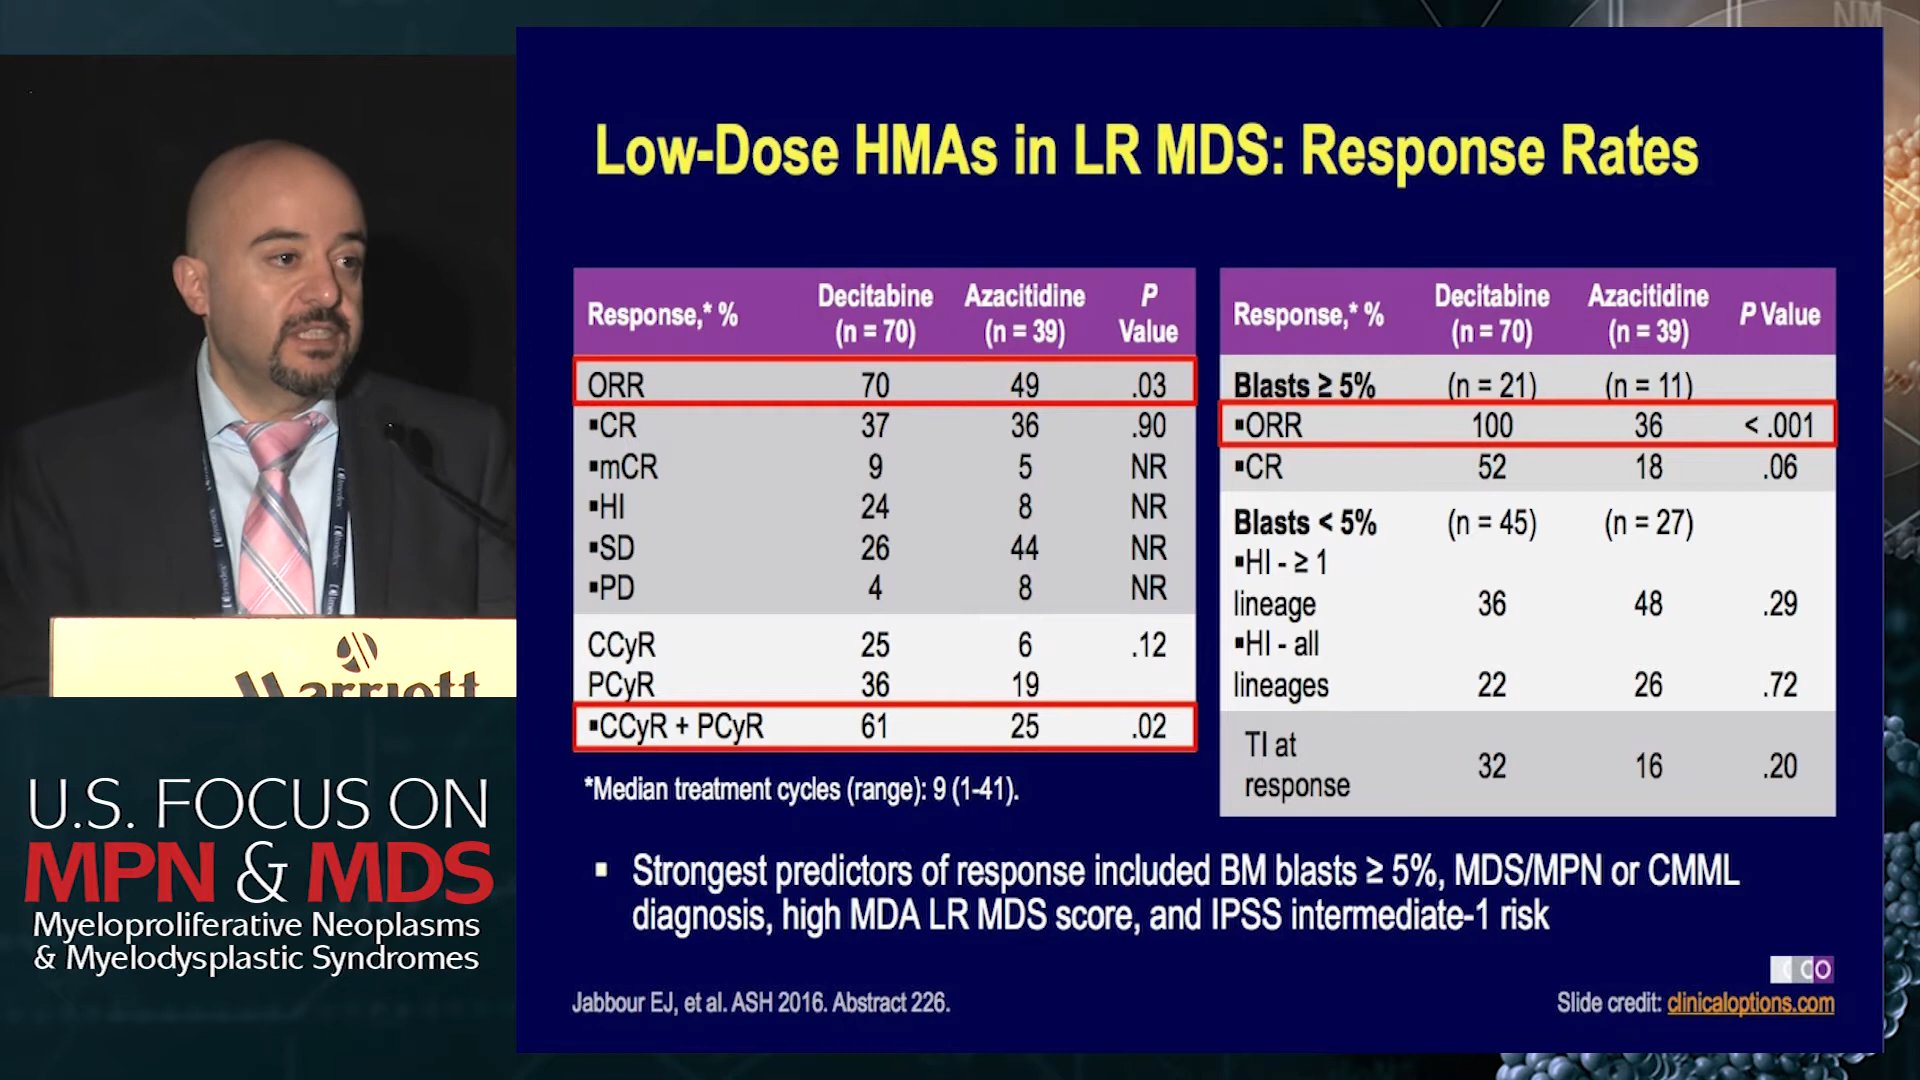 NM
Low-Dose HMAs in LR MDS: Response Rates
Response,* % Decitabine (n = 70) Azacitidine (n = 39) P Value
ORR 70 49 .03
▪CR 37 36 .90
▪mCR 9 5 NR
▪HI 24 8 NR
▪SD 26 44 NR
▪PD 4 8 NR
CCyR 25 6 .12
PCyR 36 19
▪CCyR + PCyR 61 25 .02
*Median treatment cycles (range): 9 (1-41).
Response,* % Decitabine (n = 70) Azacitidine (n = 39) P Value
Blasts ≥ 5% (n = 21) (n = 11)
▪ORR 100 36 < .001
▪CR 52 18 .06
Blasts < 5% (n = 45) (n = 27)
▪HI - ≥ 1
lineage 36 48 .29
▪HI - all
lineages 22 26 .72
TI at
response 32 16 .20
▪ Strongest predictors of response included BM blasts ≥ 5%, MDS/MPN or CMML
diagnosis, high MDA LR MDS score, and IPSS intermediate-1 risk
CCO
Jabbour EJ, et al. ASH 2016. Abstract 226.
Slide credit: clinicaloptions.com
Marriott
U.S. FOCUS ON
MPN & MDS
Myeloproliferative Neoplasms
& Myelodysplastic Syndromes